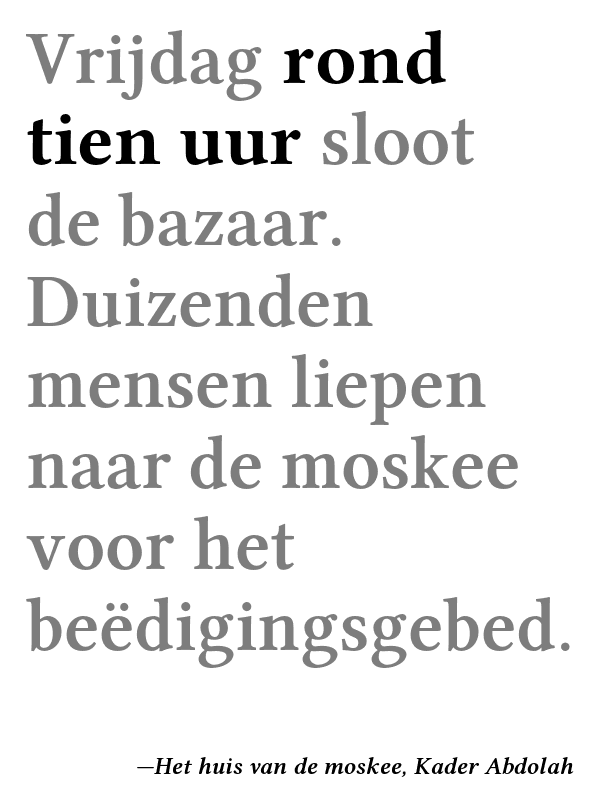 Vrijdag rond
tien uur sloot
de bazaar.
Duizenden
mensen liepen
naar de moskee
voor het
beëdigingsgebed.
—Het huis van de moskee, Kader Abdolah